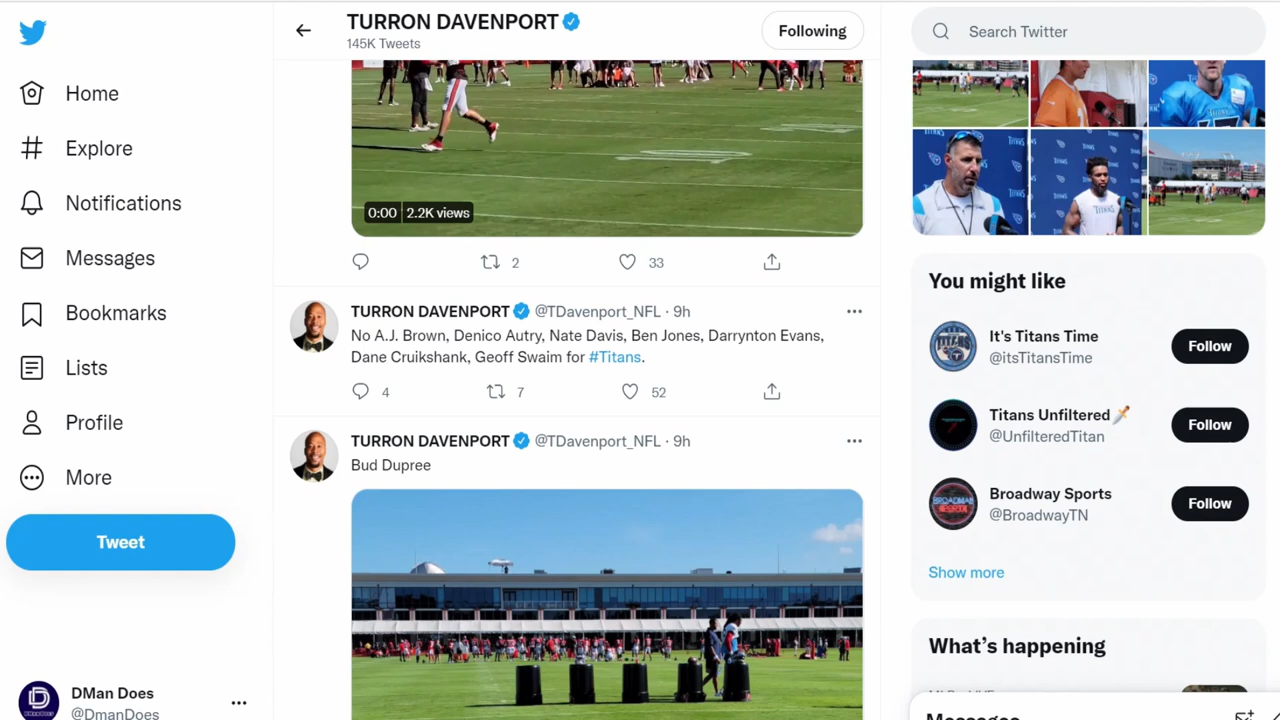 Home
Explore
Notifications
Messages
Bookmarks
Lists
Profile
More
Tweet
DMan Does
@DmanDoes
TURRON DAVENPORT
145K Tweets
Following
0:00 2.2K views
2 33
TURRON DAVENPORT @TDavenport_NFL · 9h
No A.J. Brown, Denico Autry, Nate Davis, Ben Jones, Darrynton Evans,
Dane Cruikshank, Geoff Swaim for #Titans.
4 7 52
TURRON DAVENPORT @TDavenport_NFL · 9h
Bud Dupree
Search Twitter
You might like
It's Titans Time
@itsTitansTime
Follow
Titans Unfiltered
@UnfilteredTitan
Follow
Broadway Sports
@BroadwayTN
Follow
Show more
What's happening
Messages